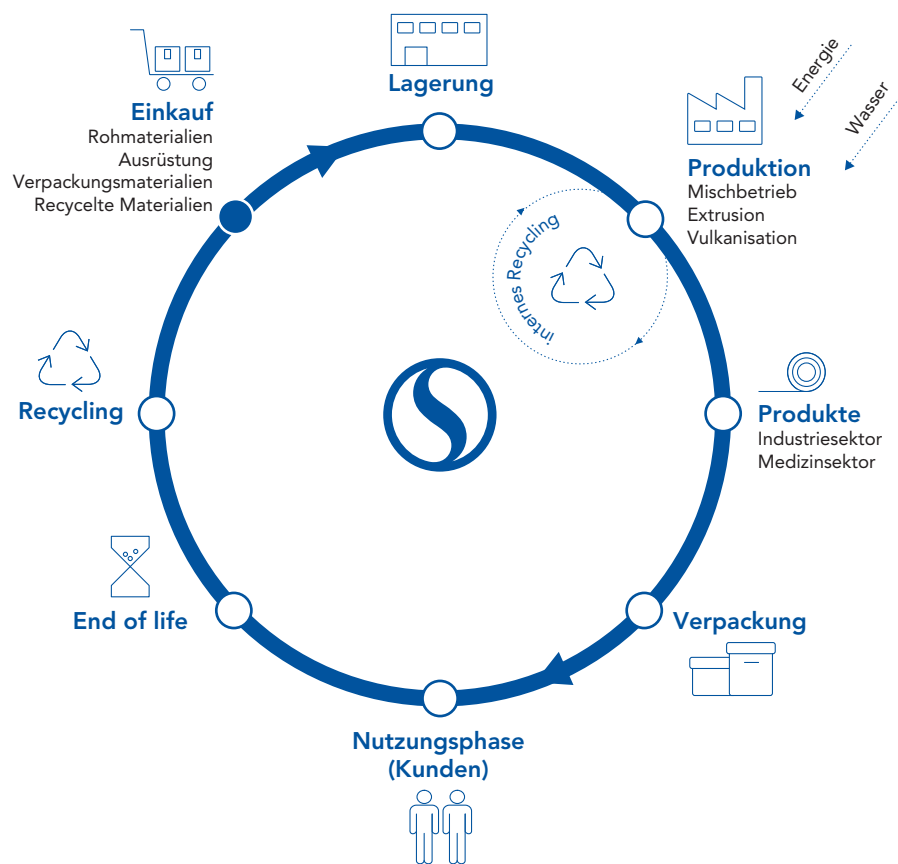 Einkauf
Rohmaterialien
Ausrüstung
Verpackungsmaterialien
Recycelte Materialien
Lagerung
Energie
Wasser
Produktion
Mischbetrieb
Extrusion
Vulkanisation
internes Recycling
Produkte
Industriesektor
Medizinsektor
Verpackung
Nutzungsphase
(Kunden)
End of life
Recycling